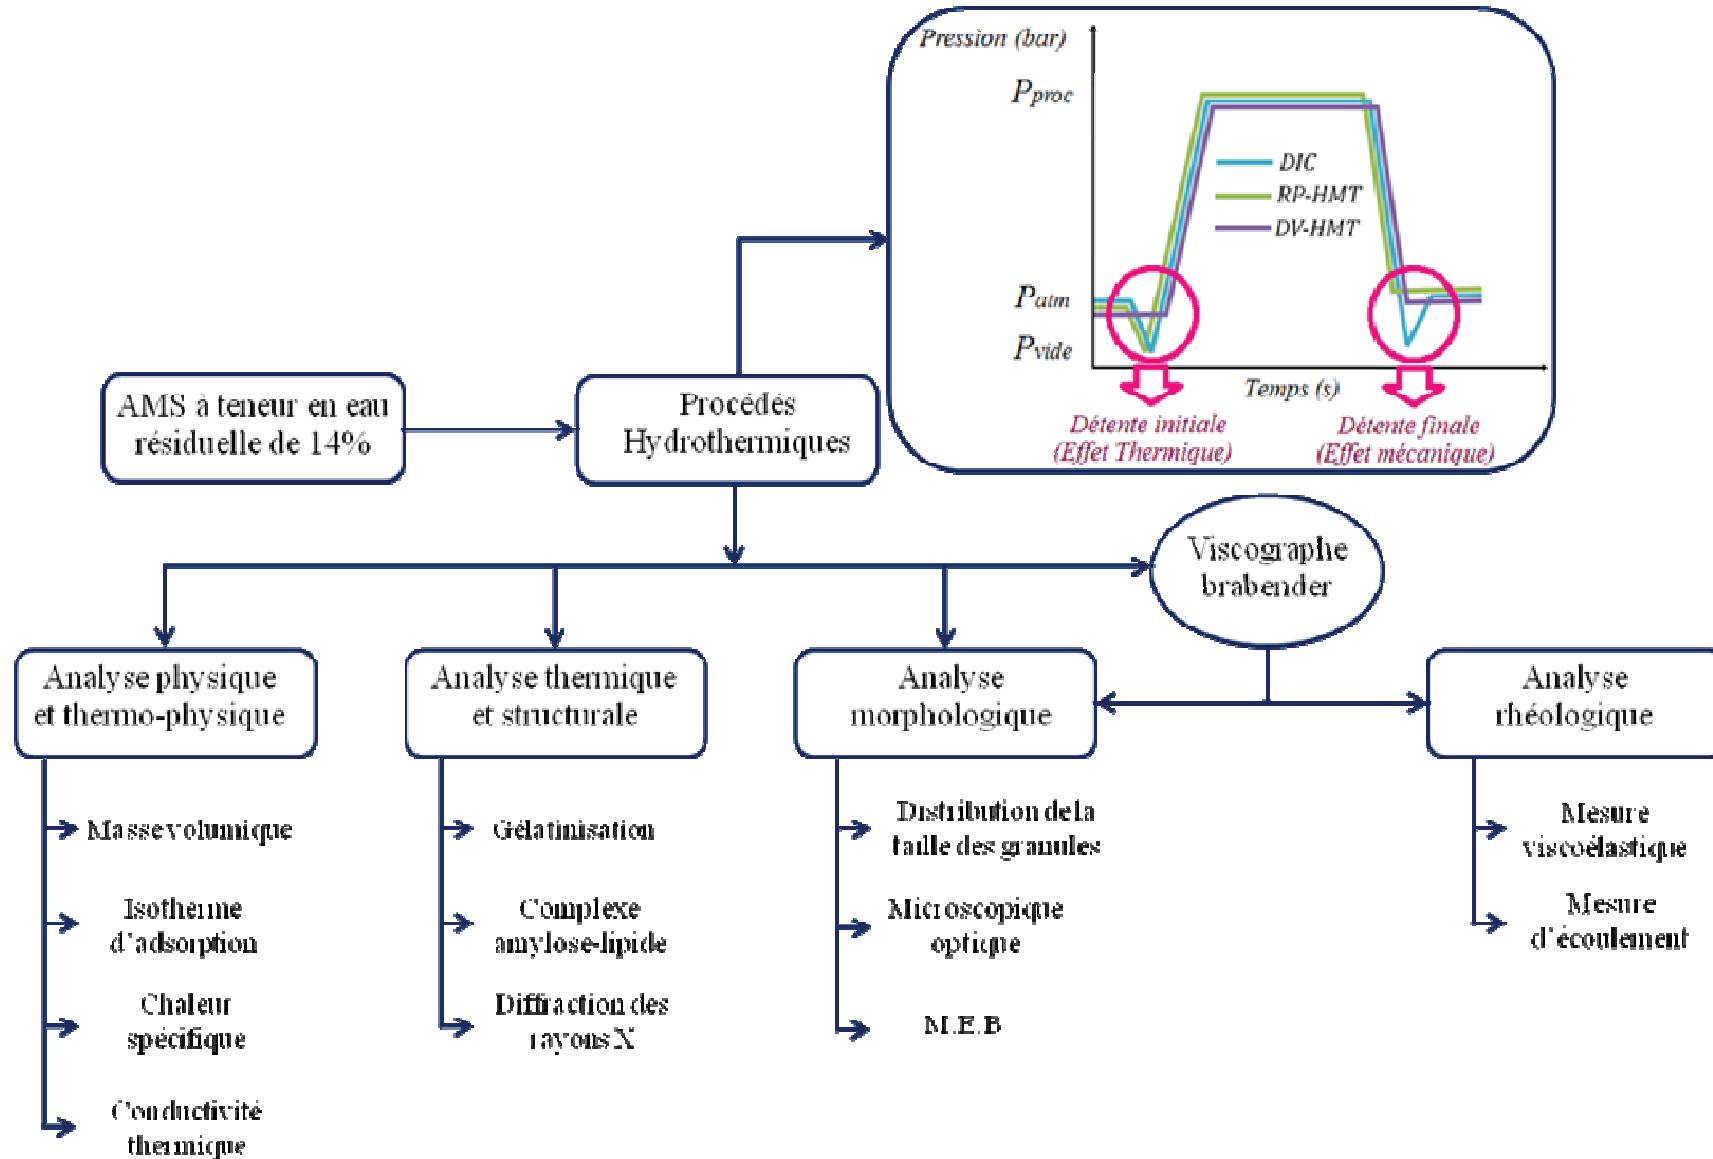 Pression (bar)
Pproc
DIC
RP-HMT
DV-HMT
Patm
Pvide
Temps (s)
Détente initiale
(Effet Thermique)
Détente finale
(Effet mécanique)
AMS à teneur en eau
résiduelle de 14%
Procédés
Hydrothermiques
Viscographe
brabender
Analyse physique
et thermo-physique
Analyse thermique
et structurale
Analyse
morphologique
Analyse
rhéologique
Masse volumique
Isotherme
d'adsorption
Chaleur
spécifique
Conductivité
thermique
Gélatinisation
Complexe
amylose-lipide
Diffraction des
rayons X
Distribution de la
taille des granules
Microscopique
optique
M.E.B
Mesure
viscoélastique
Mesure
d'écoulement